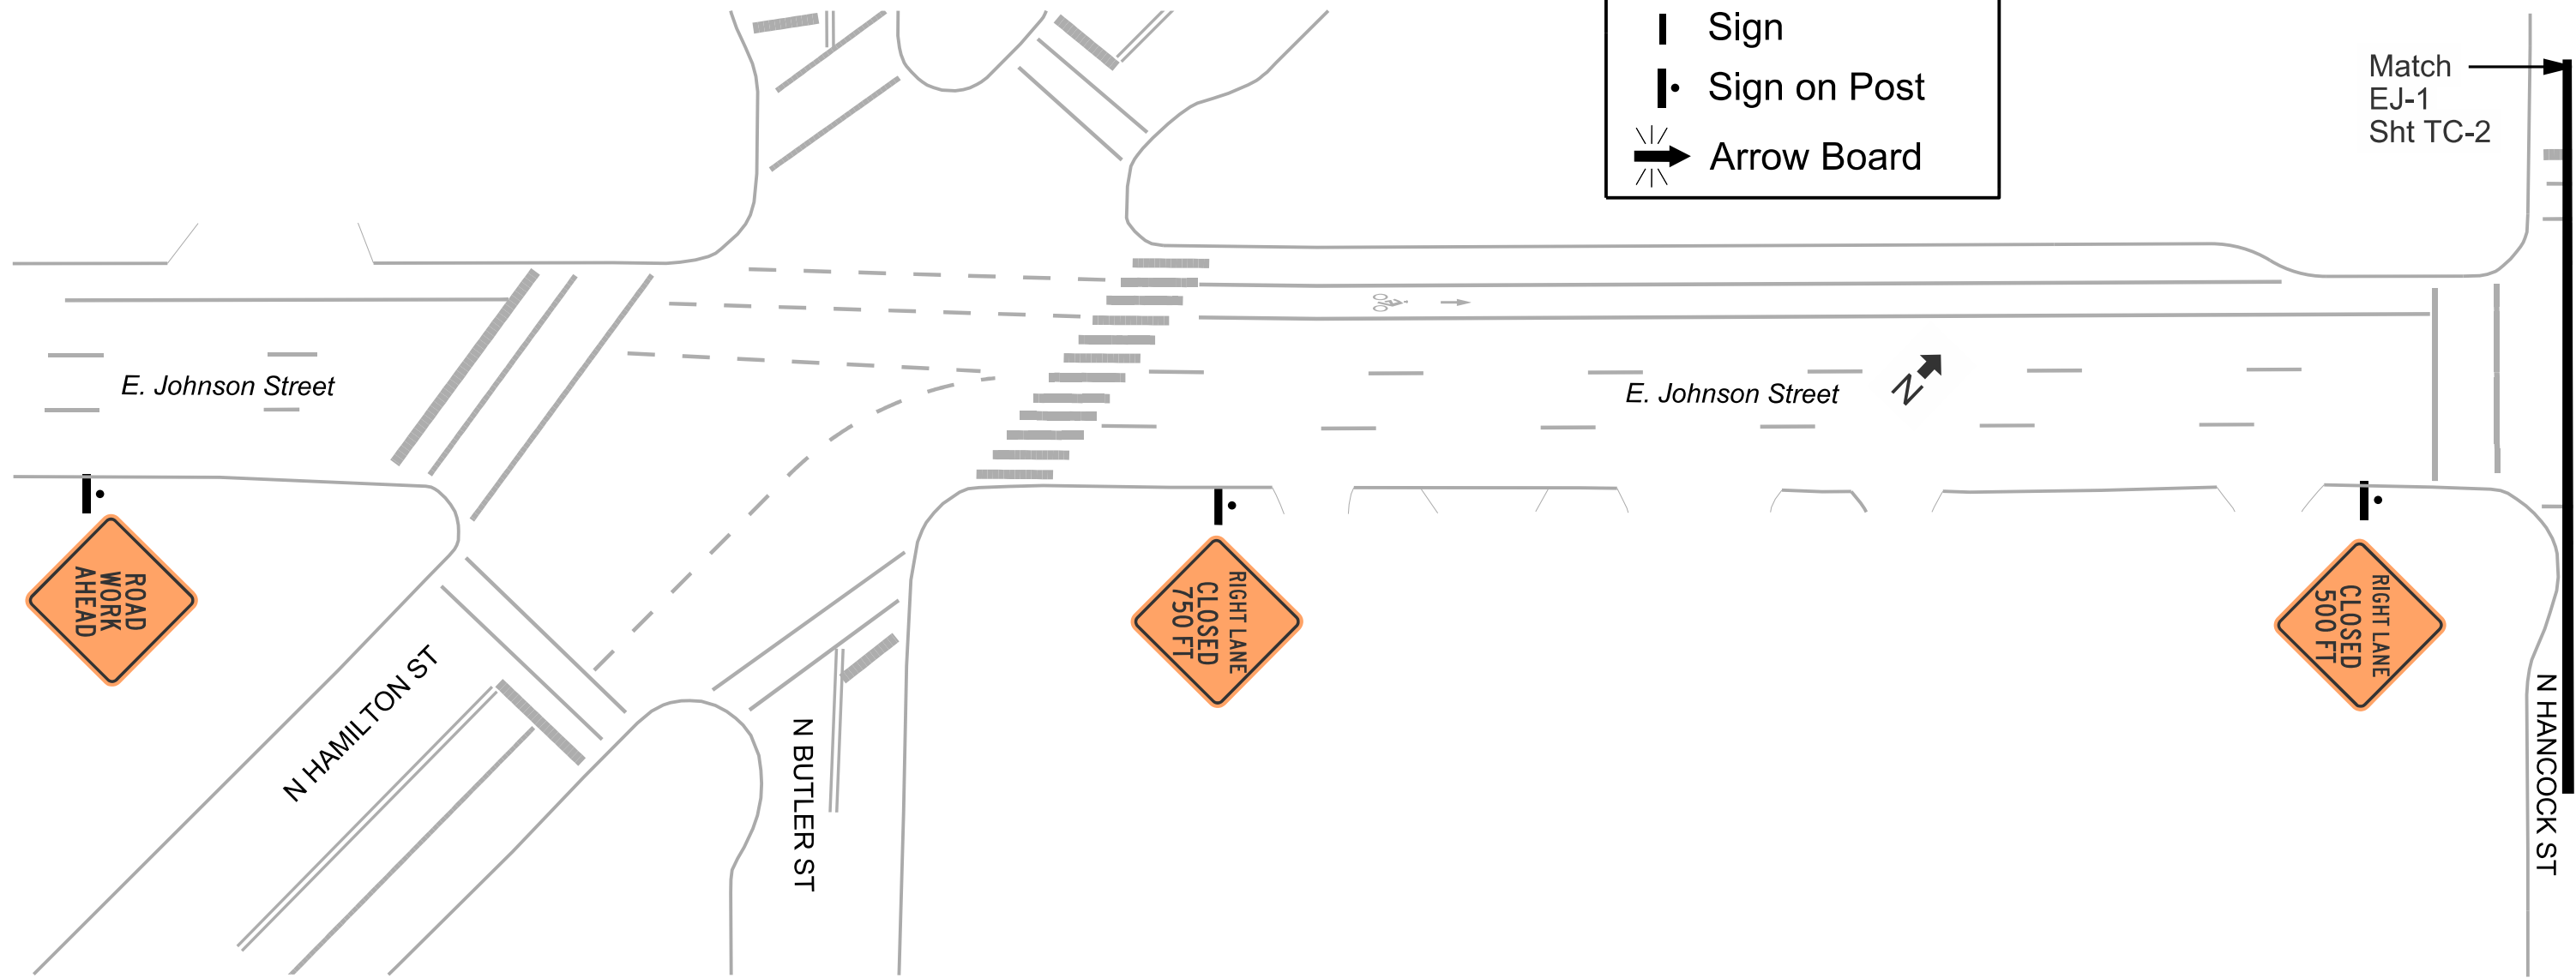 Sign
Sign on Post
Arrow Board
Match
EJ-1
Sht TC-2
E. Johnson Street
E. Johnson Street
N
ROAD
WORK
AHEAD
RIGHT LANE
CLOSED
750 FT
RIGHT LANE
CLOSED
500 FT
N HAMILTON ST
N BUTLER ST
N HANCOCK ST